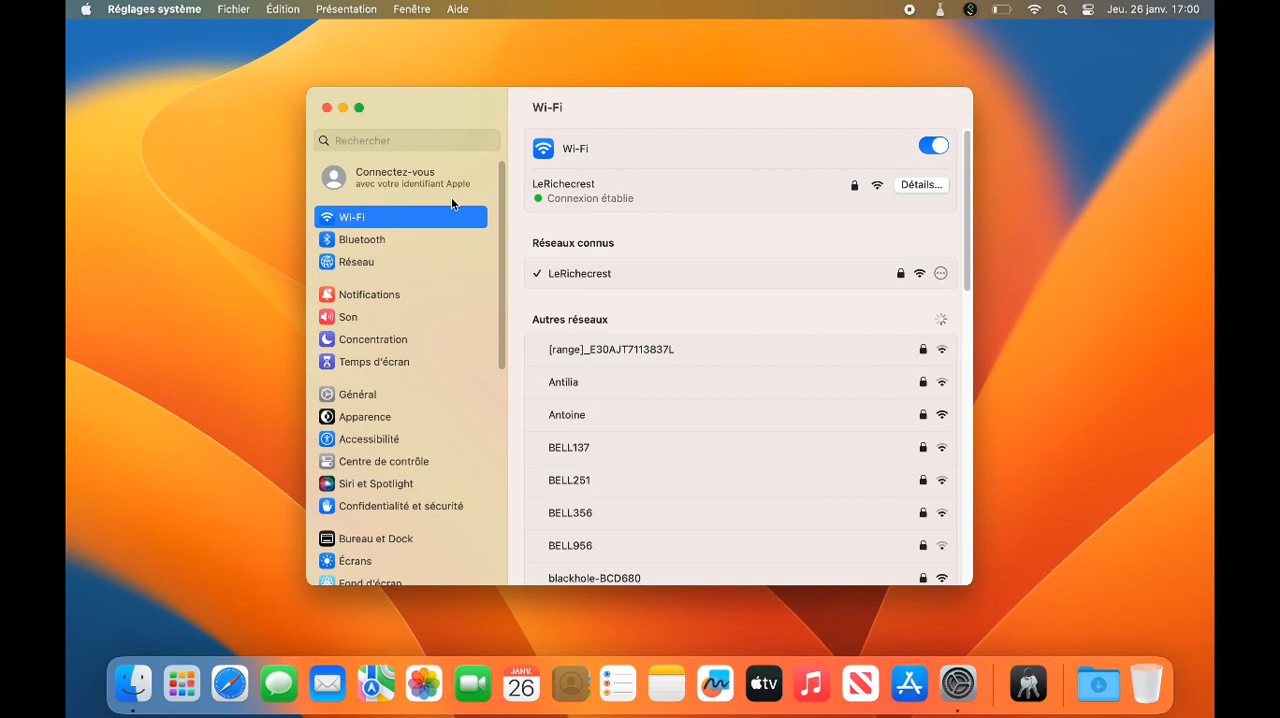 Réglages système Fichier Édition Présentation Fenêtre Aide Jeu. 26 janv. 17:00
Rechercher
Connectez-vous
avec votre identifiant Apple
Wi-Fi
Bluetooth
Réseau
Notifications
Son
Concentration
Temps d'écran
Général
Apparence
Accessibilité
Centre de contrôle
Siri et Spotlight
Confidentialité et sécurité
Bureau et Dock
Écrans
Fond d'écran
Wi-Fi
Wi-Fi
LeRichecrest
Détails...
Connexion établie
Réseaux connus
LeRichecrest
Autres réseaux
[range]_E30AJT7113837L
Antilia
Antoine
BELL137
BELL251
BELL356
BELL956
blackhole-BCD680
JANV.
26
tv